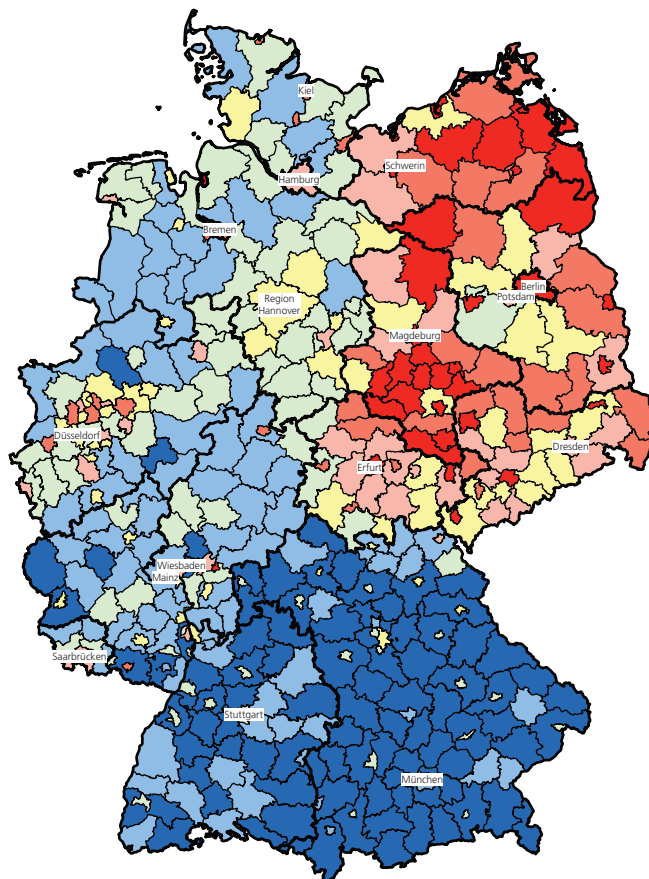 Kiel
Schwerin
Hamburg
Bremen
Berlin
Potsdam
Region
Hannover
Magdeburg
Düsseldorf
Dresden
Erfurt
Wiesbaden
Mainz
Saarbrücken
Stuttgart
München